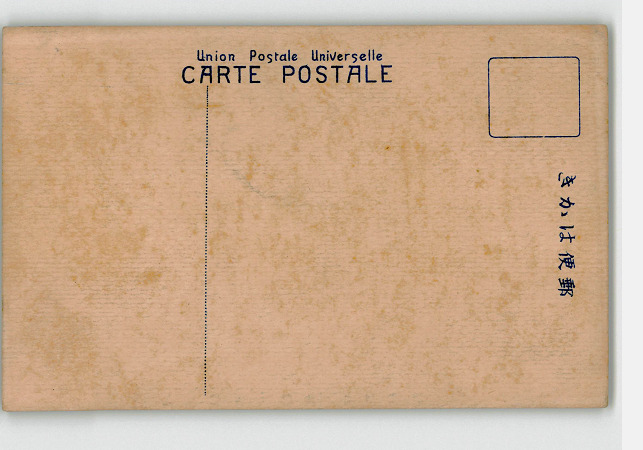 Union Postale Universelle
CARTE POSTALE
郵便はかき